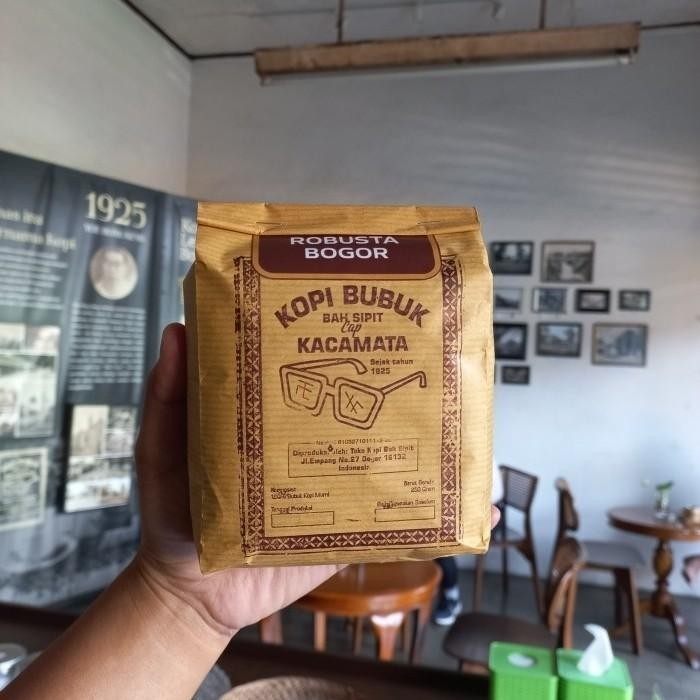 1925
ROBUSTA
BOGOR
KOPI BUBUK
BAH SIPIT
Cap
KACAMATA
Sejak tahun
1925
Diproduksi oleh: Toko Kopi Bah Sipit
Jl.Empang No.27 Bogor 16132
Indonesia
Komposisi
100% Bubuk Kopi Murni
Berat Bersih
250 Gram
Tanggal Produksi
Baik Digunakan Sebelum